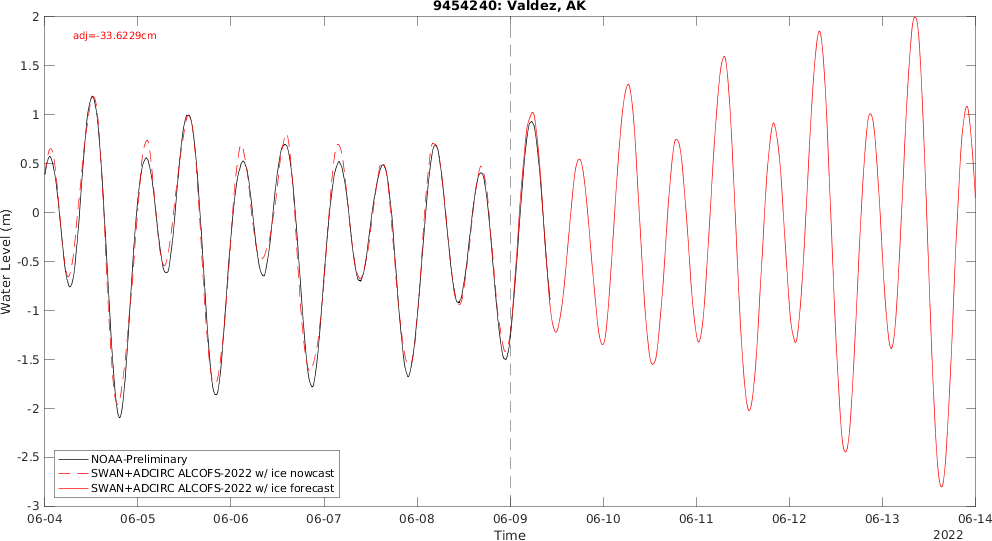 9454240: Valdez, AK
adj=-33.6229cm
2
1.5
1
0.5
0
-0.5
-1
-1.5
-2
-2.5
-3
Water Level (m)
NOAA-Preliminary
SWAN+ADCIRC ALCOFS-2022 w/ ice nowcast
SWAN+ADCIRC ALCOFS-2022 w/ ice forecast
06-04 06-05 06-06 06-07 06-08 06-09 06-10 06-11 06-12 06-13 06-14
Time
2022